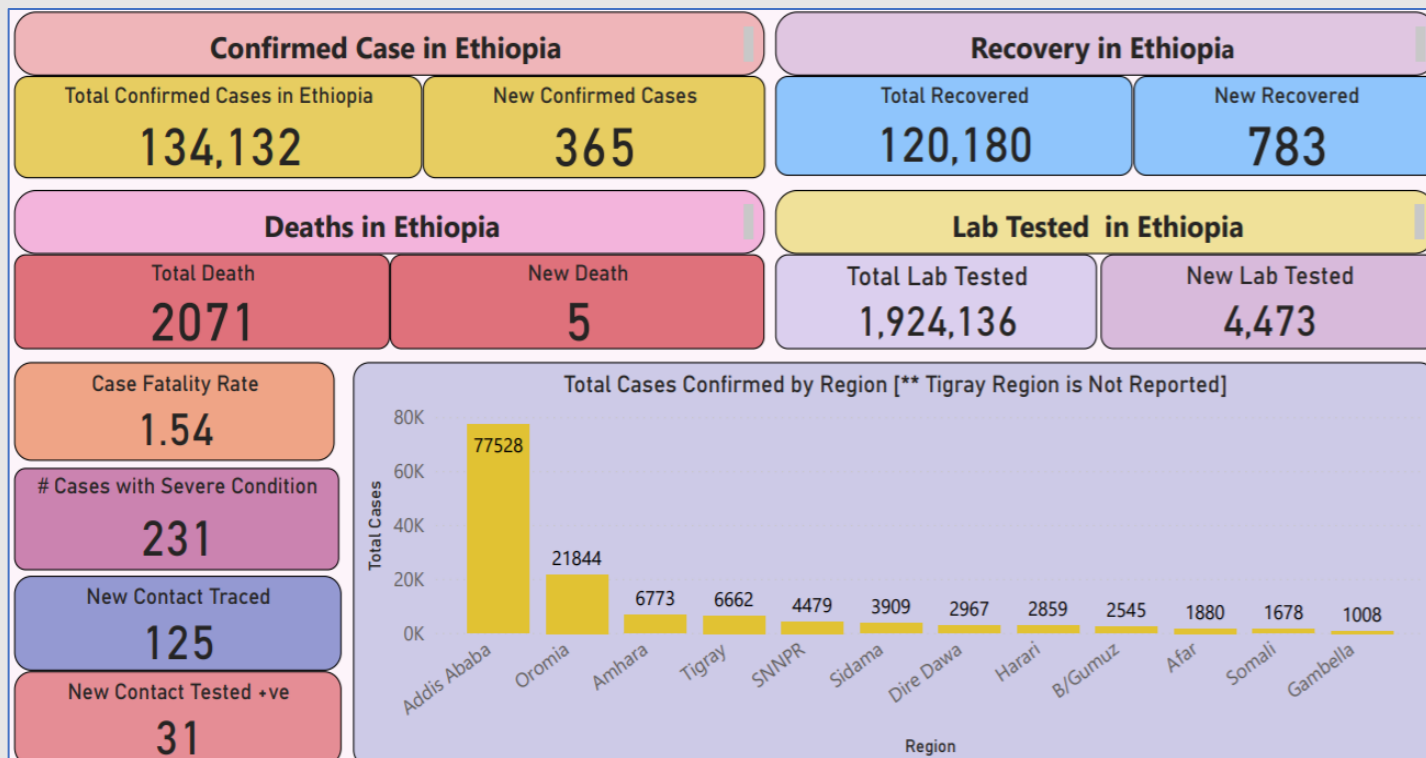 Confirmed Case in Ethiopia
Total Confirmed Cases in Ethiopia
134,132
New Confirmed Cases
365
Recovery in Ethiopia
Total Recovered
120,180
New Recovered
783
Deaths in Ethiopia
Total Death
2071
New Death
5
Lab Tested in Ethiopia
Total Lab Tested
1,924,136
New Lab Tested
4,473
Case Fatality Rate
1.54
# Cases with Severe Condition
231
New Contact Traced
125
New Contact Tested +ve
31
Total Cases Confirmed by Region [** Tigray Region is Not Reported]
Total Cases
80K
60K
40K
20K
0K
77528
21844
6773
6662
4479
3909
2967
2859
2545
1880
1678
1008
Addis Ababa
Oromia
Amhara
Tigray
SNNPR
Sidama
Dire Dawa
Harari
B/Gumuz
Afar
Somali
Gambella
Region